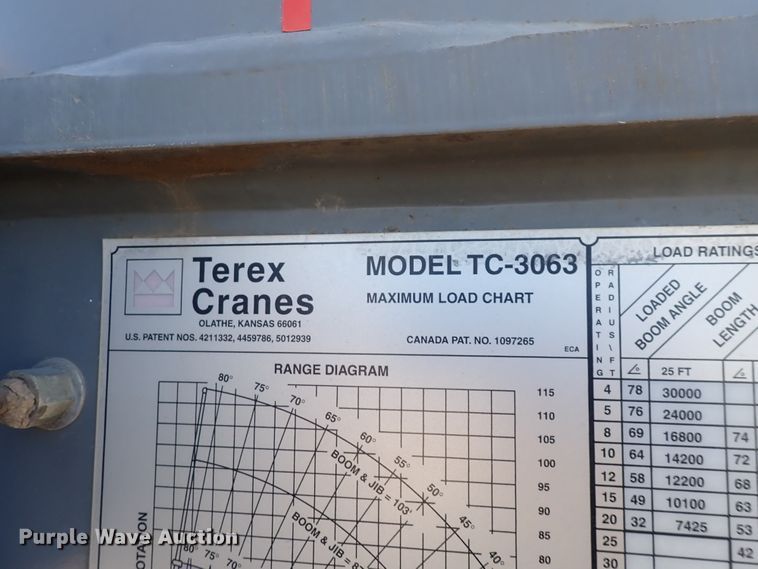 Terex
Cranes
OLATHE, KANSAS 66061
U.S. PATENT NOS. 4211332, 4459786, 5012939
MODEL TC-3063
MAXIMUM LOAD CHART
CANADA PAT. NO. 1097265
ECA
RANGE DIAGRAM
80° 75° 70° 65° 60° 55° 50° 45° 40°
BOOM & JIB = 103'
BOOM & JIB = 8
80° 75° 70°
115
110
105
100
95
90
85
80
OTATION
LOAD RATINGS
OPERATING
RADIUS\FT
LOADED
BOOM ANGLE
BOOM
LENGTH
25 FT
4 78 30000
5 76 24000
8 69 16800 74
10 64 14200 72
12 58 12200 68
15 49 10100 63
20 32 7425 53
25 42
30
Purple Wave Auction